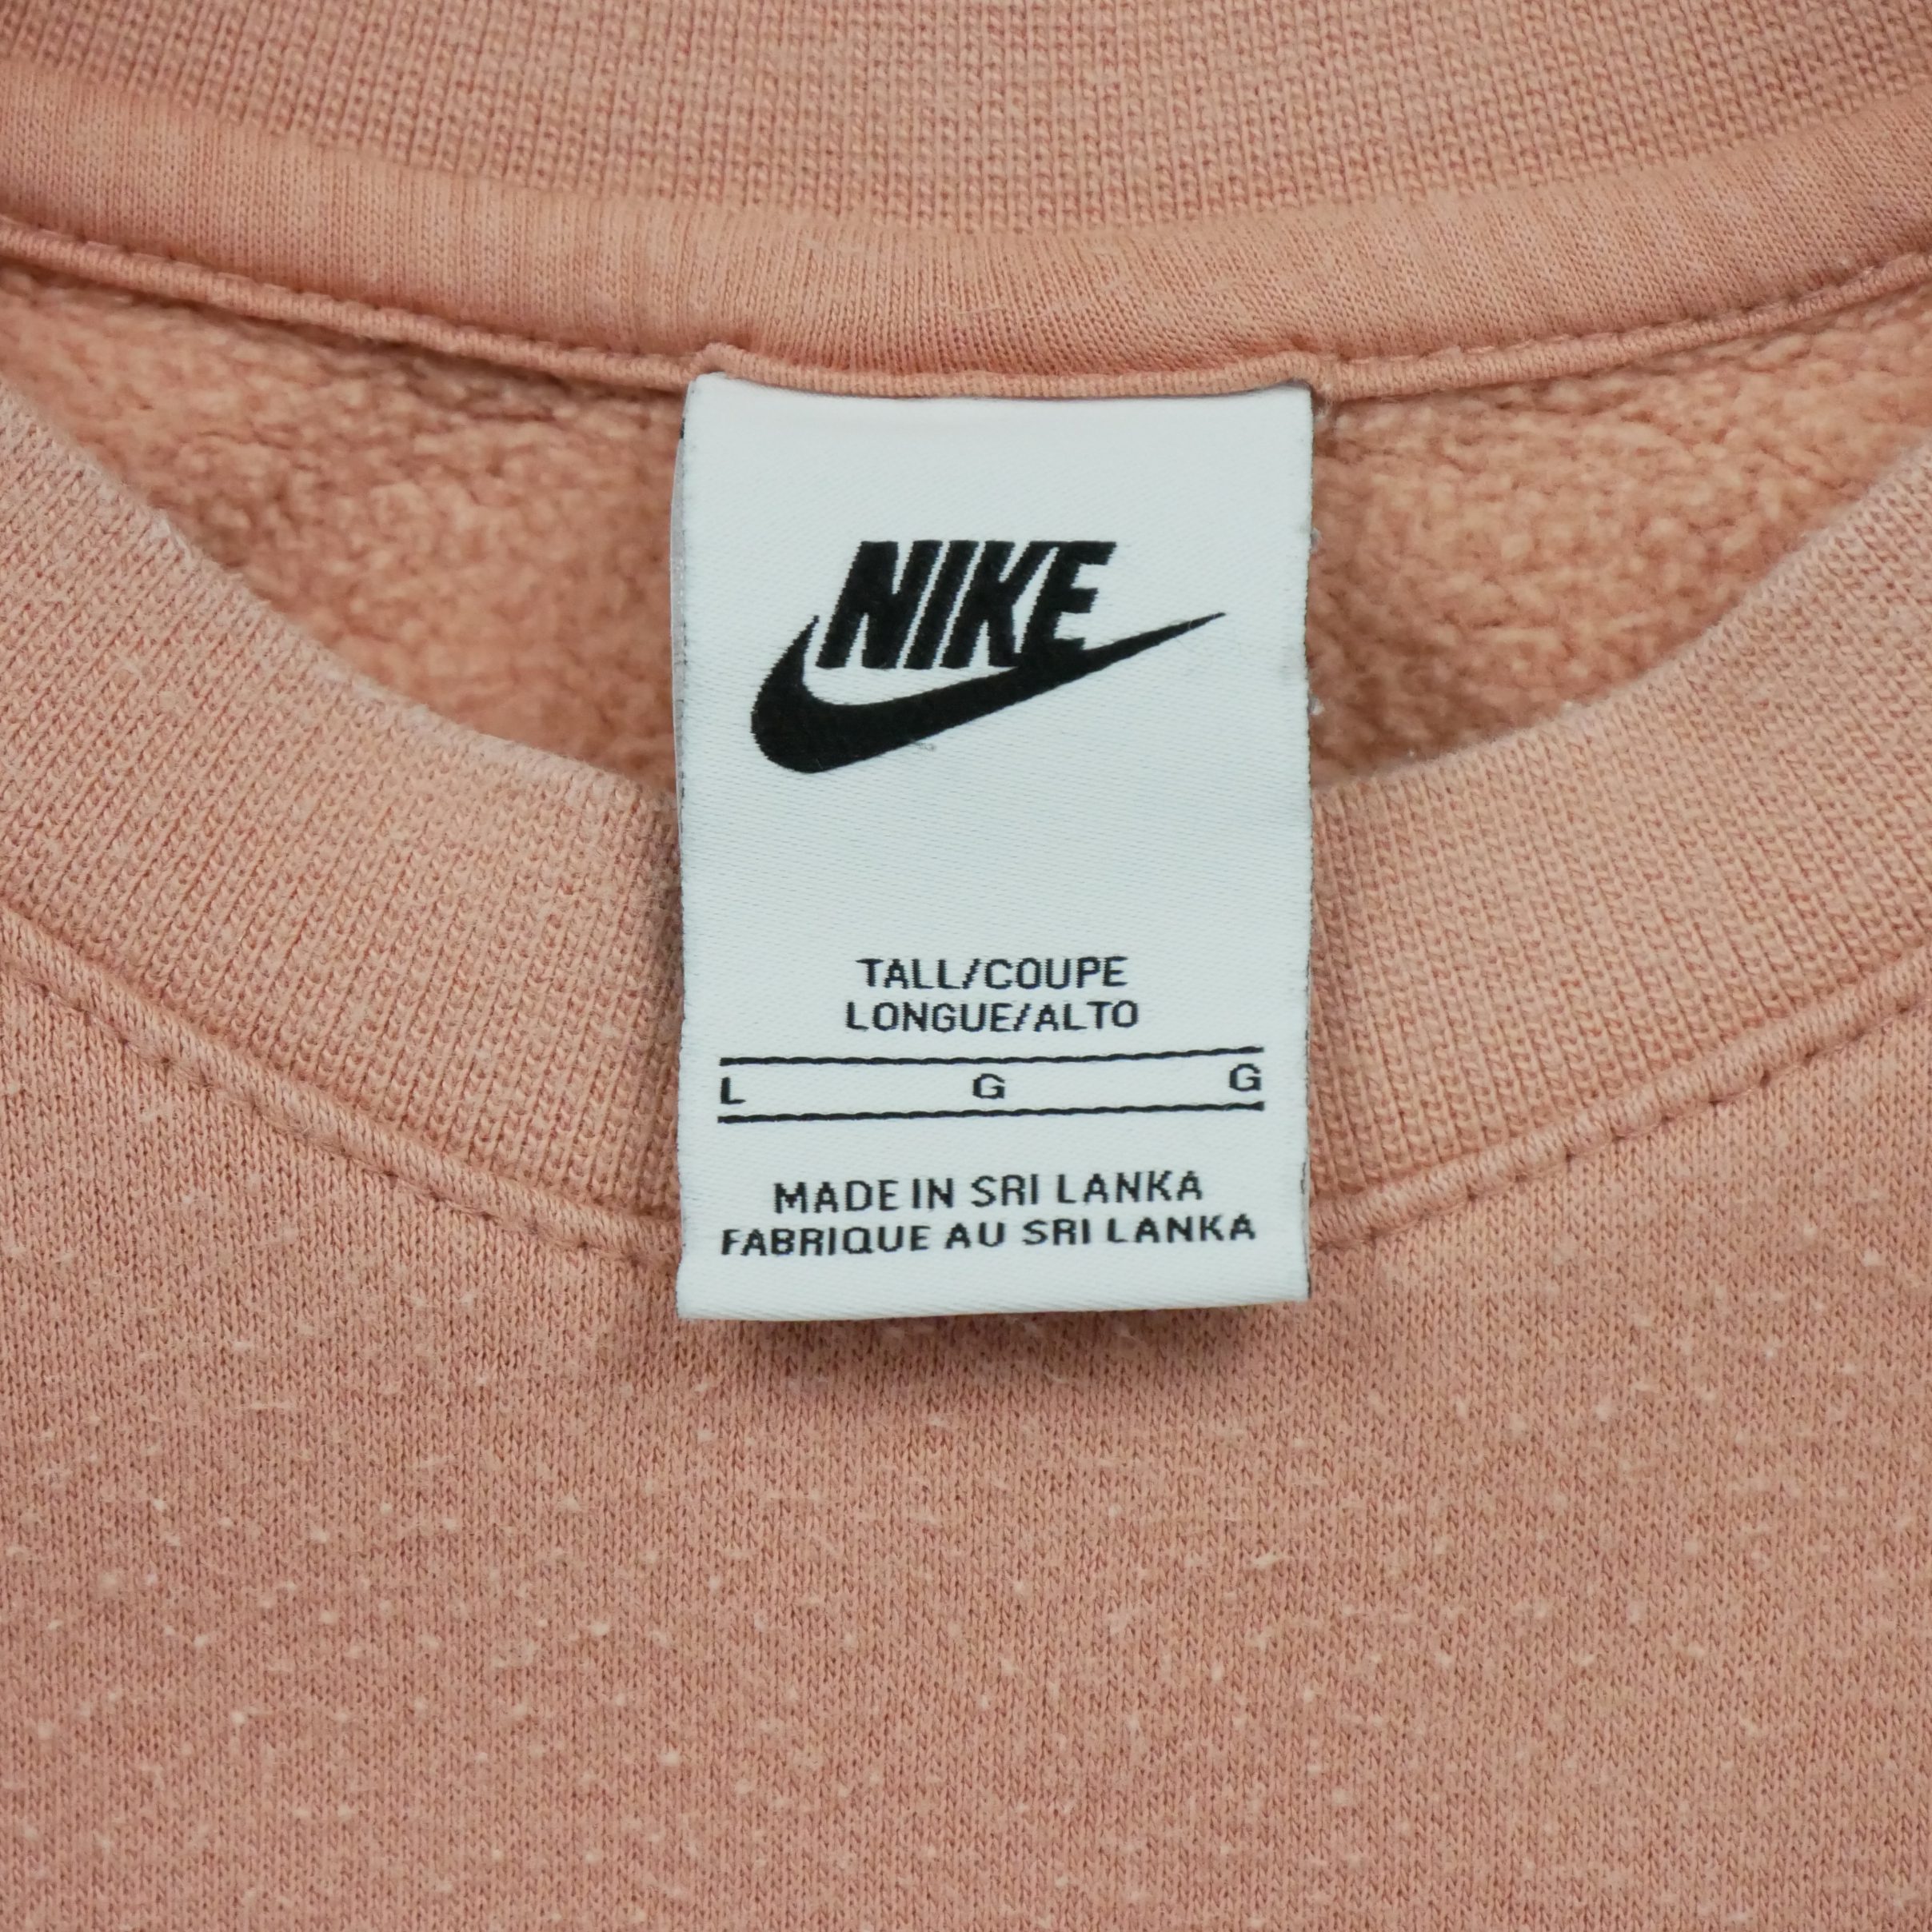 NIKE
TALL/COUPE
LONGUE/ALTO
L G G
MADE IN SRI LANKA
FABRIQUE AU SRI LANKA